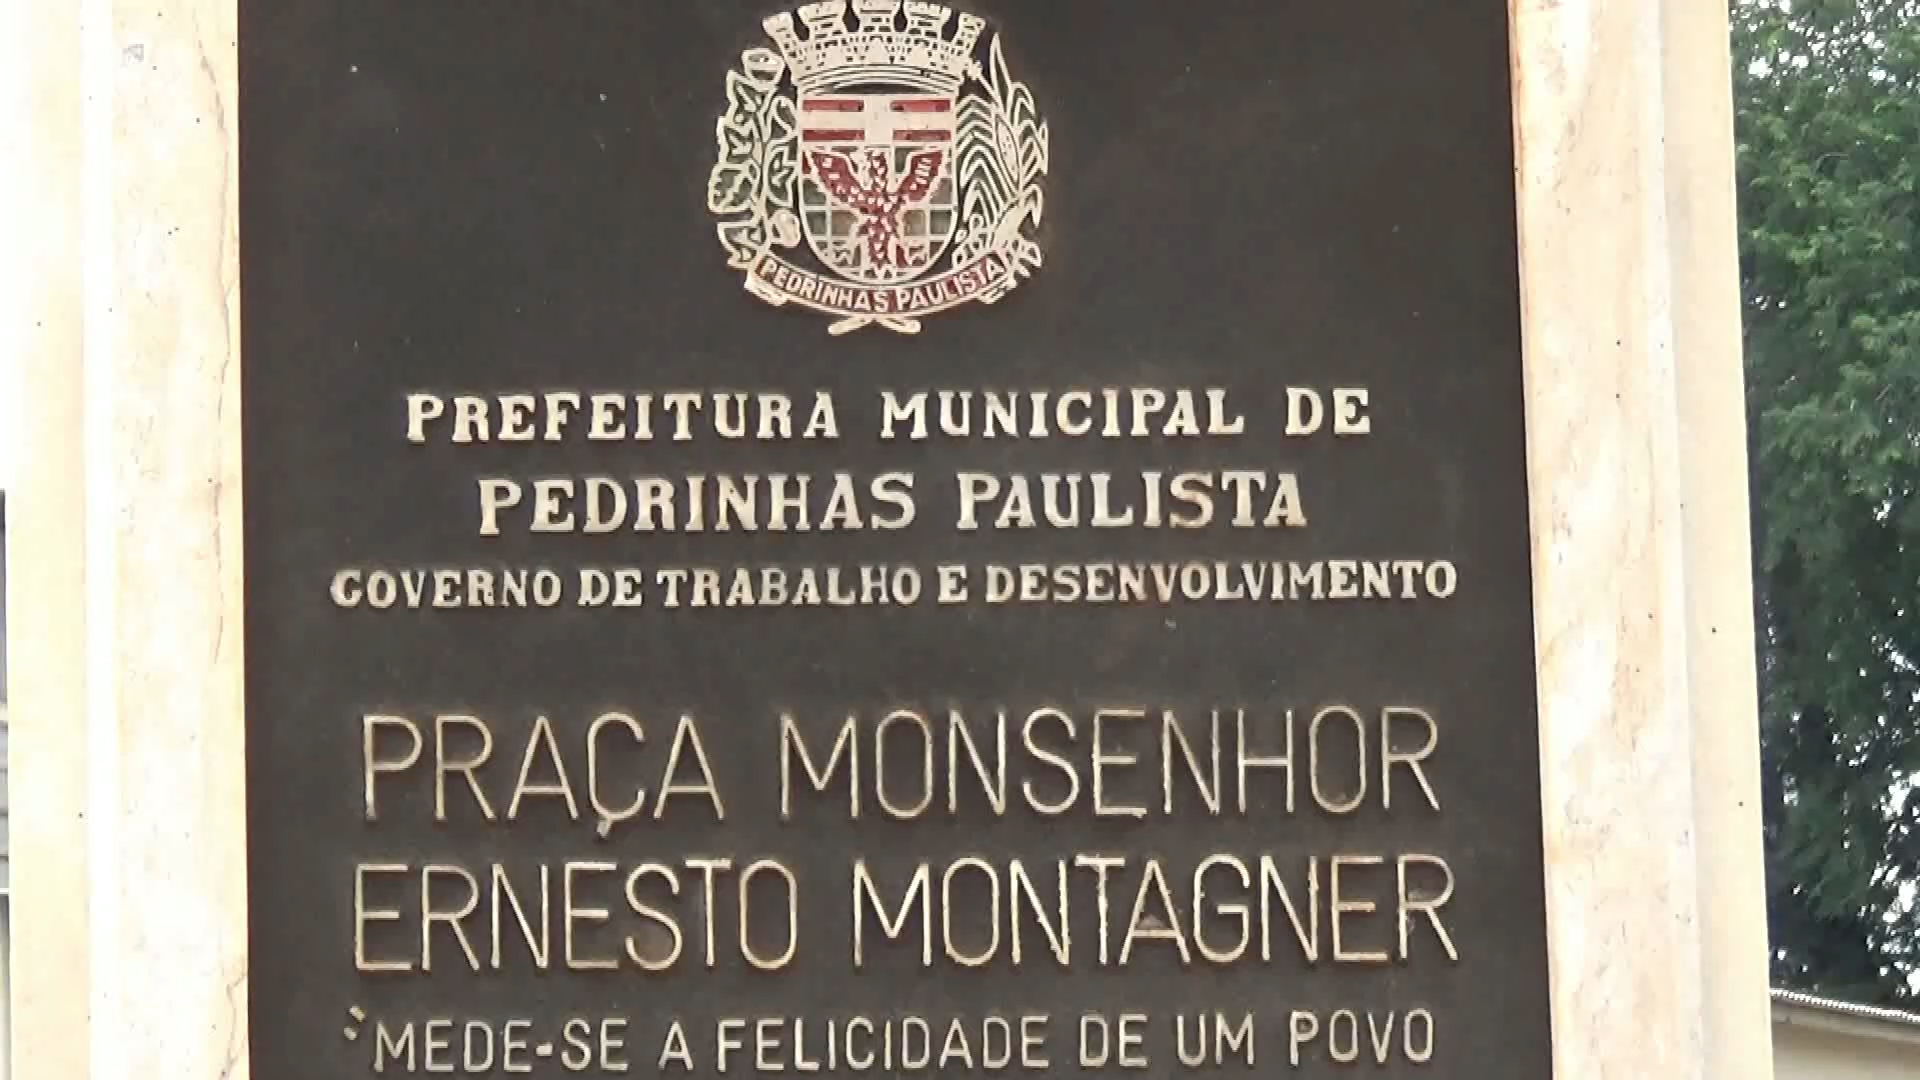 PEDRINHAS PAULISTA
PREFEITURA MUNICIPAL DE
PEDRINHAS PAULISTA
GOVERNO DE TRABALHO E DESENVOLVIMENTO
PRAÇA MONSENHOR
ERNESTO MONTAGNER
"MEDE-SE A FELICIDADE DE UM POVO